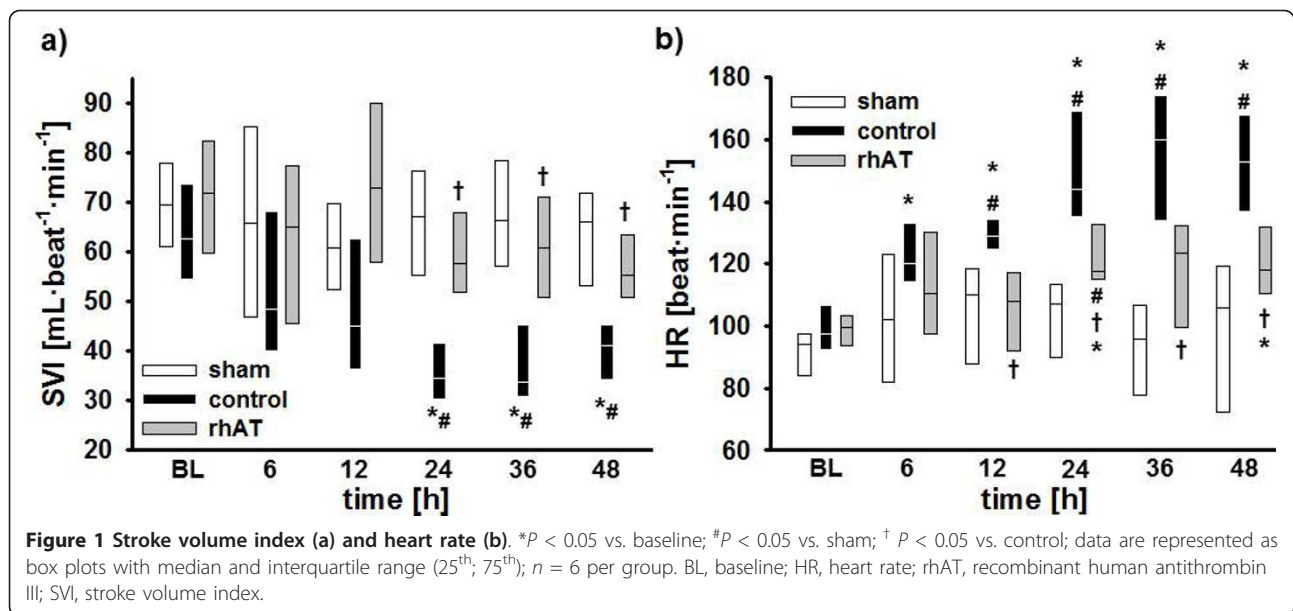 a)
SVI [mL·beat⁻¹·min⁻¹]
90
80
70
60
50
40
30
20
sham
control
rhAT
†
†
†
*#
*#
*#
BL
6
12
24
36
48
time [h]
b)
HR [beat·min⁻¹]
180
160
140
120
100
80
60
sham
control
rhAT
*
*
#
*
#
*
#
*
#
†
#
†
*
†
†
*
BL
6
12
24
36
48
time [h]
Figure 1 Stroke volume index (a) and heart rate (b). *P < 0.05 vs. baseline; #P < 0.05 vs. sham; † P < 0.05 vs. control; data are represented as
box plots with median and interquartile range (25th; 75th); n = 6 per group. BL, baseline; HR, heart rate; rhAT, recombinant human antithrombin
III; SVI, stroke volume index.